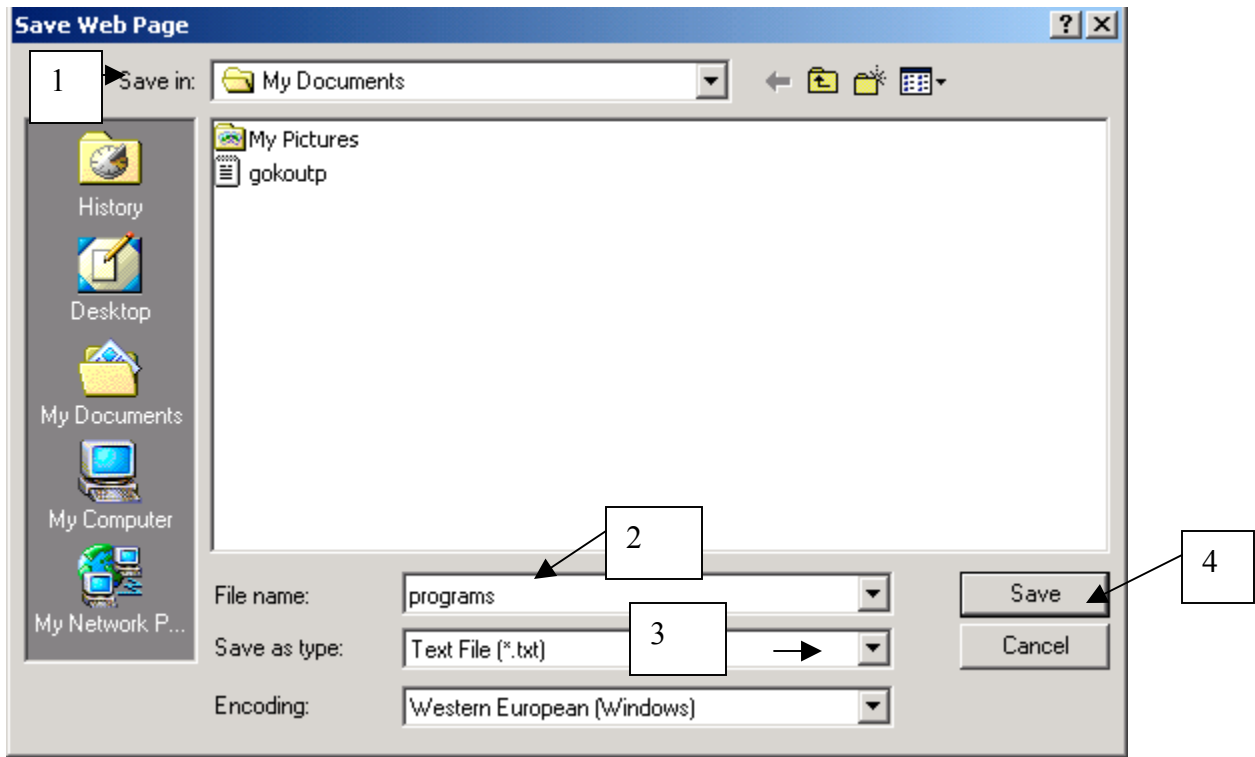 Save Web Page
1
Save in:
My Documents
My Pictures
gokoutp
History
Desktop
My Documents
My Computer
My Network P...
2
File name:
programs
Save
4
3
Save as type:
Text File (*.txt)
Cancel
Encoding:
Western European (Windows)